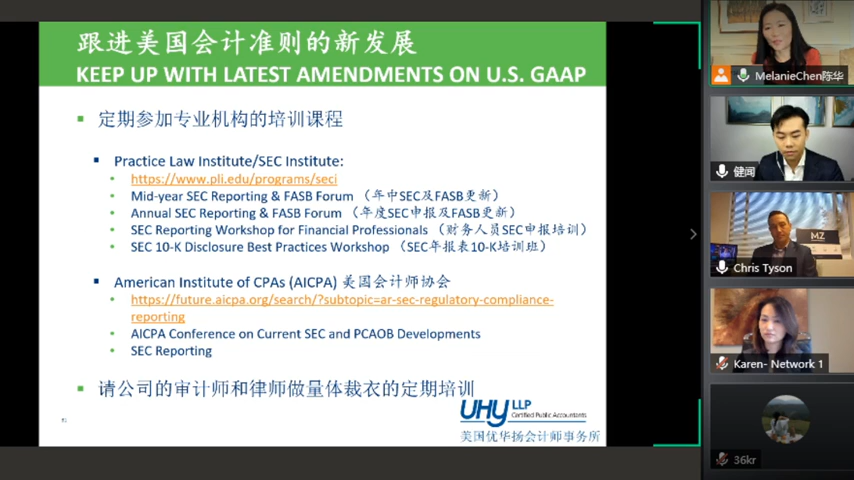 跟进美国会计准则的新发展
KEEP UP WITH LATEST AMENDMENTS ON U.S. GAAP
定期参加专业机构的培训课程
Practice Law Institute/SEC Institute:
https://www.pli.edu/programs/seci
Mid-year SEC Reporting & FASB Forum （年中SEC及FASB更新）
Annual SEC Reporting & FASB Forum （年度SEC申报及FASB更新）
SEC Reporting Workshop for Financial Professionals （财务人员SEC申报培训）
SEC 10-K Disclosure Best Practices Workshop （SEC年报表10-K培训班）
American Institute of CPAs (AICPA) 美国会计师协会
https://future.aicpa.org/search/?subtopic=ar-sec-regulatory-compliance-
reporting
AICPA Conference on Current SEC and PCAOB Developments
SEC Reporting
请公司的审计师和律师做量体裁衣的定期培训
UHY LLP
Certified Public Accountants
美国优华扬会计师事务所
MelanieChen陈华
健闻
MZ
Chris Tyson
Karen- Network 1
36kr